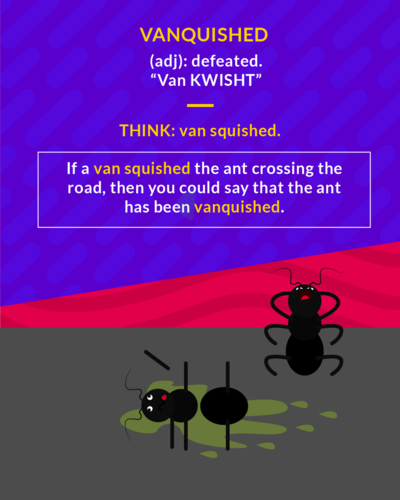 VANQUISHED
(adj): defeated.
“Van KWISHT”
THINK: van squished.
If a van squished the ant crossing the
road, then you could say that the ant
has been vanquished.